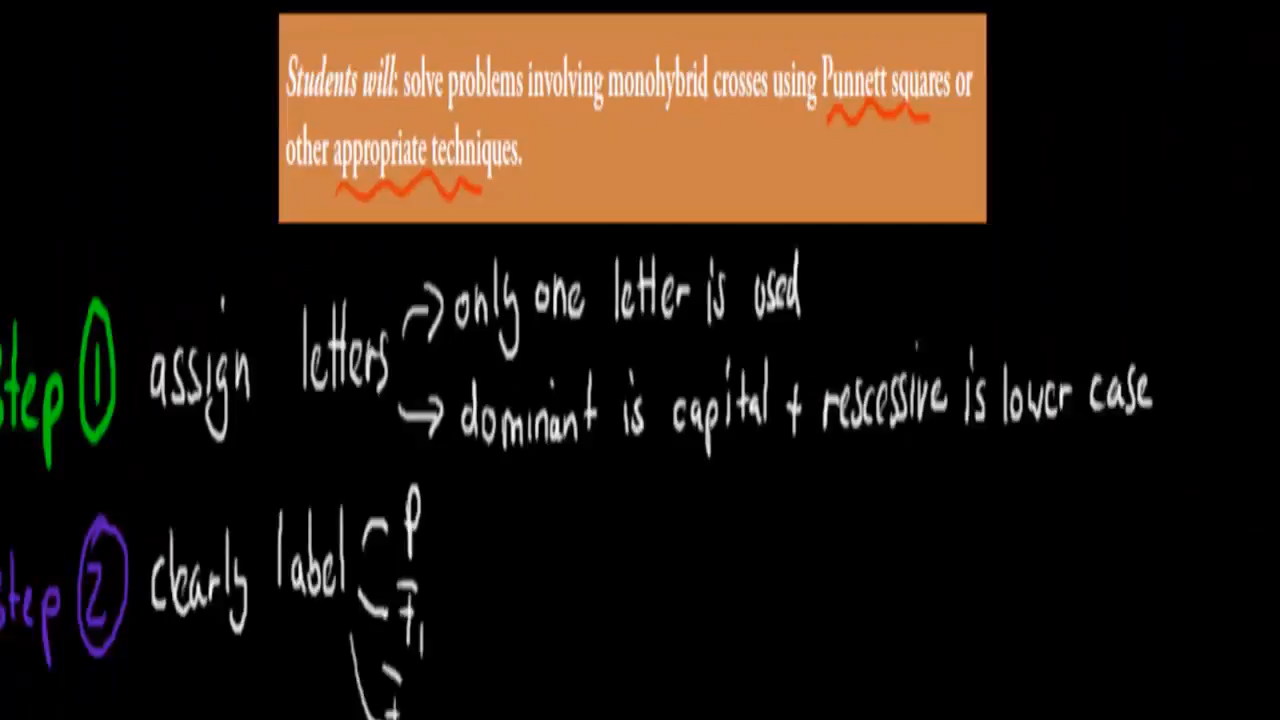 Students will: solve problems involving monohybrid crosses using Punnett squares or
other appropriate techniques.
Step 1 assign letters → only one letter is used
→ dominant is capital + rescessive is lower case
Step 2 clearly label P
F1